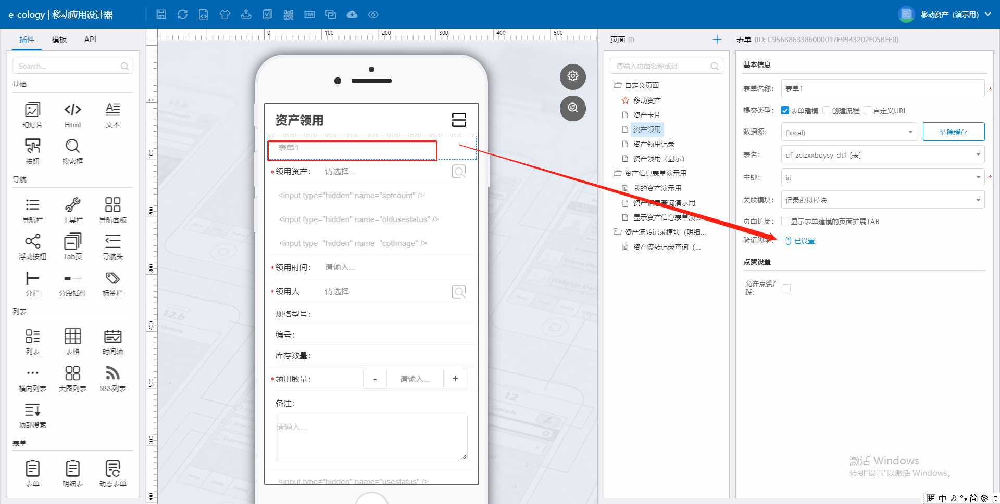 e-cology | 移动应用设计器
移动资产（演示用）
插件 模板 API
Search...
基础
幻灯片 Html 文本
按钮 搜索框
导航
导航栏 工具栏 导航面板
浮动按钮 Tab页 导航头
分栏 分段插件 标签栏
列表
列表 表格 时间轴
横向列表 大图列表 RSS列表
顶部搜索
表单
表单 明细表 动态表单
0 100 200 300 400 500
0
100
200
300
400
500
600
700
资产领用
表单1
*领用资产： 请选择...
<input type="hidden" name="sptcount" />
<input type="hidden" name="oldusestatus" />
<input type="hidden" name="cptImage" />
*领用时间： 请输入...
*领用人 请选择
规格型号：
编号：
库存数量：
*领用数量： - 请输入... +
备注：
请输入...
<input type="hidden" name="usestatus" />
页面 ID
请输入页面名称或id
自定义页面
移动资产
资产卡片
资产领用
资产领用记录
资产领用（显示）
资产信息表单演示用
我的资产演示用
资产信息查询演示用
显示资产信息表单演...
资产流转记录模块（明细...
资产流转记录查询（...
表单 (ID: C956B863386000017E9943202F05BFE0)
基本信息
表单名称： 表单1 *
提交类型： 表单建模 创建流程 自定义URL
数据源： (local) 清除缓存
表名： uf_zclzxxbdysy_dt1 [表]
主键： id *
关联模块： 记录虚拟模块
页面扩展： 显示表单建模的页面扩展TAB
验证脚本： 已设置
点赞设置
允许点赞/
踩：
激活 Windows
转到“设置”以激活 Windows。
拼 中 简